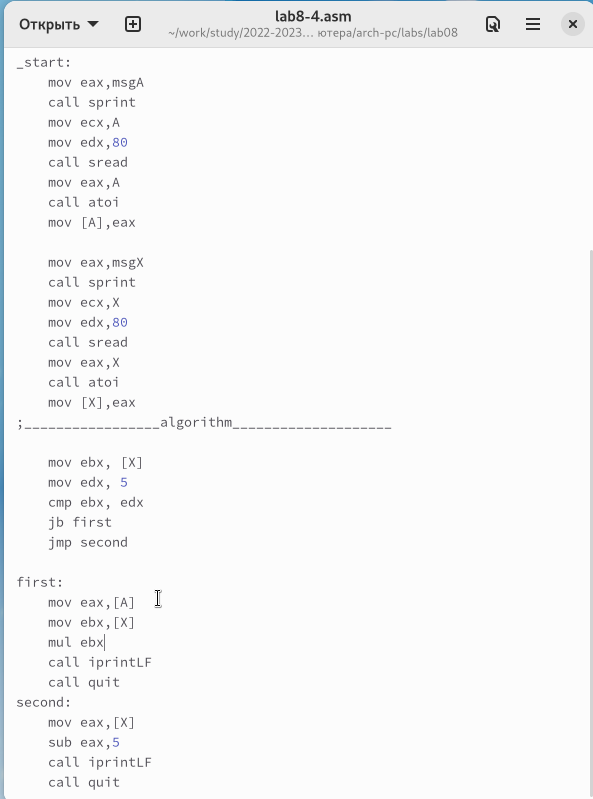 Открыть
lab8-4.asm
~/work/study/2022-2023… ютера/arch-pc/labs/lab08
_start:
    mov eax,msgA
    call sprint
    mov ecx,A
    mov edx,80
    call sread
    mov eax,A
    call atoi
    mov [A],eax

    mov eax,msgX
    call sprint
    mov ecx,X
    mov edx,80
    call sread
    mov eax,X
    call atoi
    mov [X],eax
;_________________algorithm____________________

    mov ebx, [X]
    mov edx, 5
    cmp ebx, edx
    jb first
    jmp second

first:
    mov eax,[A]
    mov ebx,[X]
    mul ebx
    call iprintLF
    call quit
second:
    mov eax,[X]
    sub eax,5
    call iprintLF
    call quit